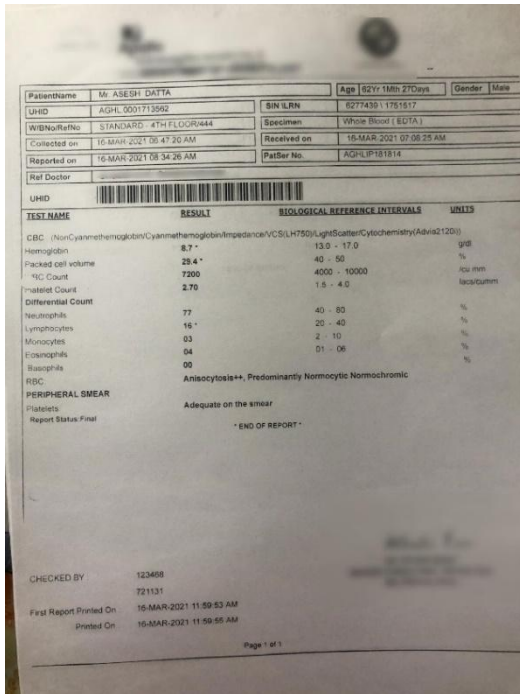 PatientName Mr. ASESH DATTA Age 62Yr 1Mth 27Days Gender Male
UHID AGHL.0001713562 SIN \LRN 6277430 \ 1751517
W/BNo/RefNo STANDARD - 4TH FLOOR/444 Specimen Whole Blood ( EDTA )
Collected on 16-MAR-2021 06:47:20 AM Received on 16-MAR-2021 07:08:25 AM
Reported on 16-MAR-2021 08:34:26 AM PatSer No. AGHLIP181814
Ref Doctor
UHID
TEST NAME RESULT BIOLOGICAL REFERENCE INTERVALS UNITS
CBC (NonCyanmethemoglobin/Cyanmethemoglobin/Impedance/VCS(LH750)/LightScatter/Cytochemistry(Advia2120i))
Hemoglobin 8.7 * 13.0 - 17.0 g/dl
Packed cell volume 29.4 * 40 - 50 %
Count 7200 4000 - 10000 /cu mm
Platelet Count 2.70 1.5 - 4.0 lacs/cumm
Differential Count
Neutrophils 77 40 - 80 %
Lymphocytes 16 * 20 - 40 %
Monocytes 03 2 - 10 %
Eosinophils 04 01 - 06 %
Basophils 00 %
RBC Anisocytosis++, Predominantly Normocytic Normochromic
PERIPHERAL SMEAR
Platelets Adequate on the smear
Report Status:Final
* END OF REPORT *
CHECKED BY 123488
721131
First Report Printed On 16-MAR-2021 11:59:53 AM
Printed On 16-MAR-2021 11:59:55 AM
Page 1 of 1